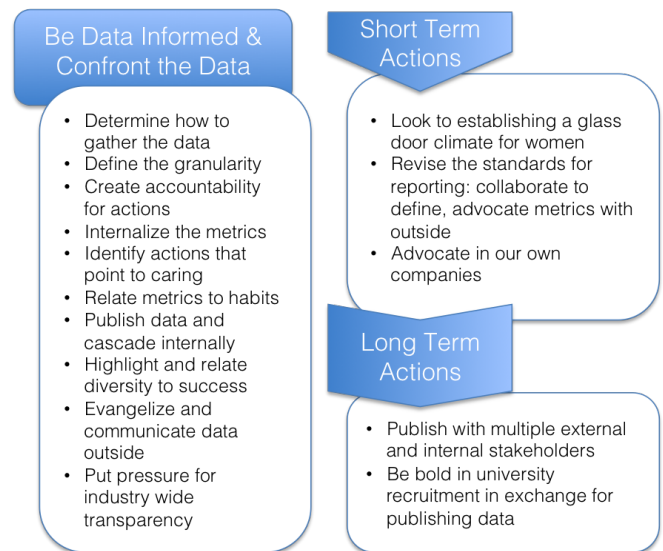 Be Data Informed &
Confront the Data
• Determine how to
gather the data
• Define the granularity
• Create accountability
for actions
• Internalize the metrics
• Identify actions that
point to caring
• Relate metrics to habits
• Publish data and
cascade internally
• Highlight and relate
diversity to success
• Evangelize and
communicate data
outside
• Put pressure for
industry wide
transparency
Short Term
Actions
• Look to establishing a glass
door climate for women
• Revise the standards for
reporting: collaborate to
define, advocate metrics with
outside
• Advocate in our own
companies
Long Term
Actions
• Publish with multiple external
and internal stakeholders
• Be bold in university
recruitment in exchange for
publishing data